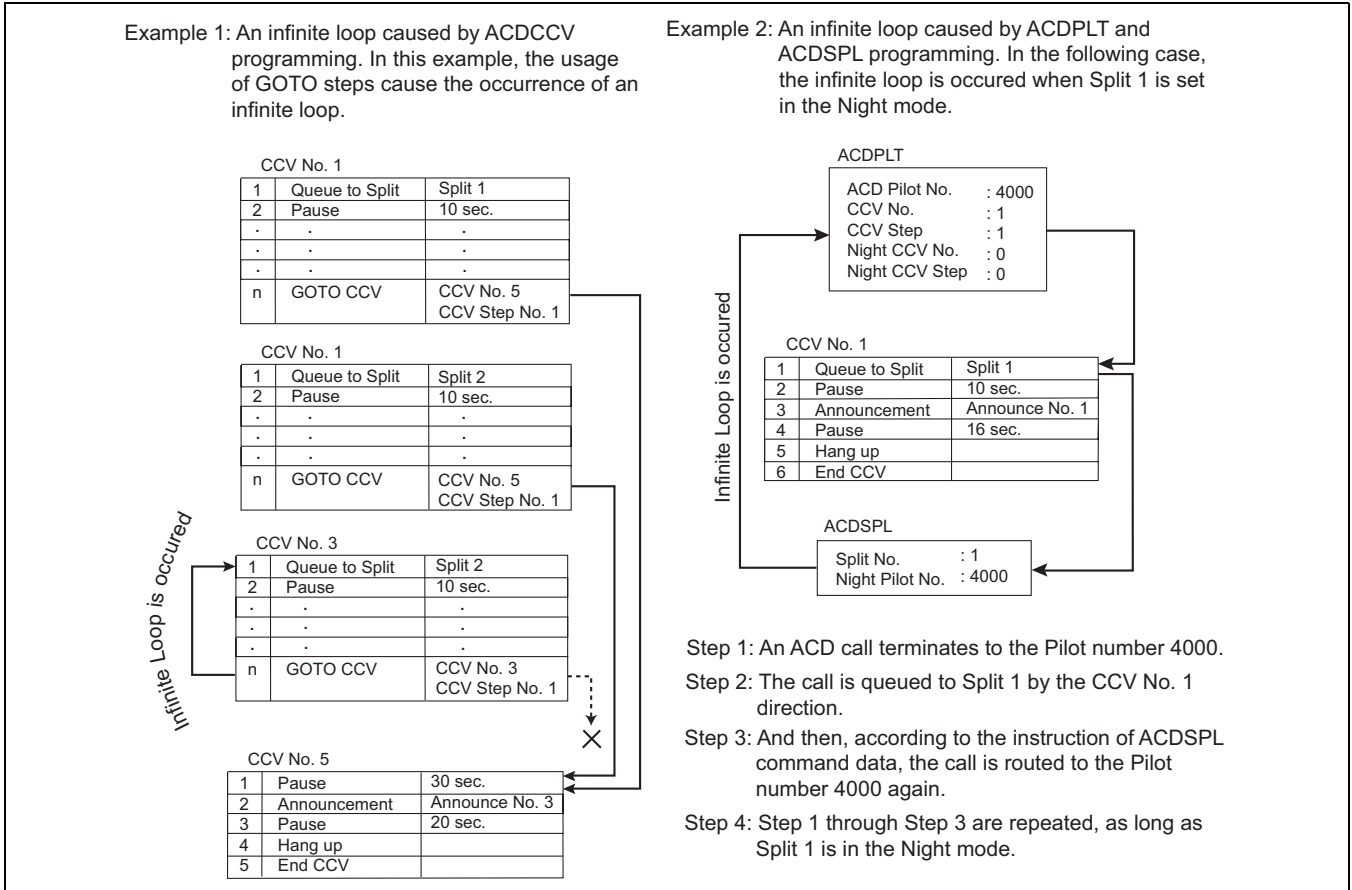 Example 1: An infinite loop caused by ACDCCV
programming. In this example, the usage
of GOTO steps cause the occurrence of an
infinite loop.
CCV No. 1
1 Queue to Split Split 1
2 Pause 10 sec.
. . .
. . .
. . .
n GOTO CCV CCV No. 5
CCV Step No. 1
CCV No. 1
1 Queue to Split Split 2
2 Pause 10 sec.
. . .
. . .
. . .
n GOTO CCV CCV No. 5
CCV Step No. 1
Infinite Loop is occured
CCV No. 3
1 Queue to Split Split 2
2 Pause 10 sec.
. . .
. . .
. . .
n GOTO CCV CCV No. 3
CCV Step No. 1
CCV No. 5
1 Pause 30 sec.
2 Announcement Announce No. 3
3 Pause 20 sec.
4 Hang up
5 End CCV
Example 2: An infinite loop caused by ACDPLT and
ACDSPL programming. In the following case,
the infinite loop is occured when Split 1 is set
in the Night mode.
ACDPLT
ACD Pilot No. : 4000
CCV No. : 1
CCV Step : 1
Night CCV No. : 0
Night CCV Step : 0
Infinite Loop is occured
CCV No. 1
1 Queue to Split Split 1
2 Pause 10 sec.
3 Announcement Announce No. 1
4 Pause 16 sec.
5 Hang up
6 End CCV
ACDSPL
Split No. : 1
Night Pilot No. : 4000
Step 1: An ACD call terminates to the Pilot number 4000.
Step 2: The call is queued to Split 1 by the CCV No. 1
direction.
Step 3: And then, according to the instruction of ACDSPL
command data, the call is routed to the Pilot
number 4000 again.
Step 4: Step 1 through Step 3 are repeated, as long as
Split 1 is in the Night mode.